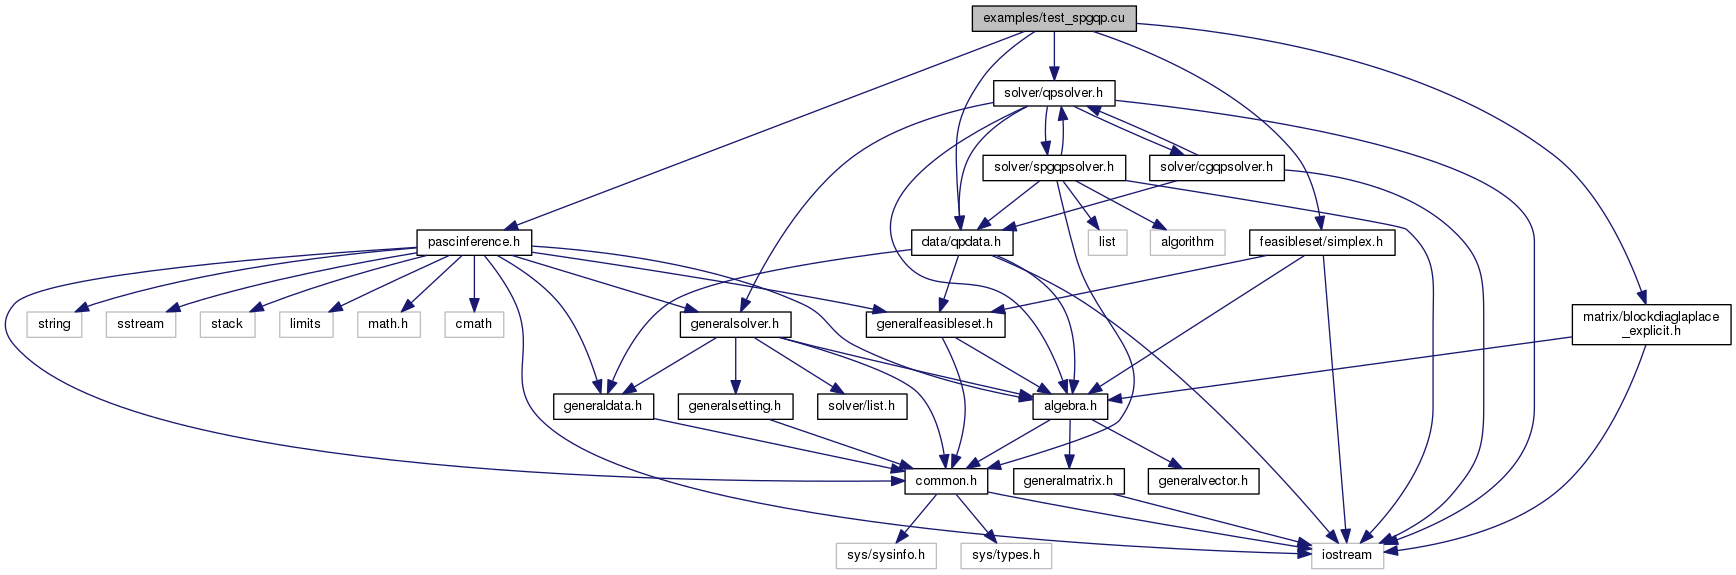 examples/test_spgqp.cu
solver/qpsolver.h
solver/spgqpsolver.h
solver/cgqpsolver.h
pascinference.h
data/qpdata.h
list
algorithm
feasibleset/simplex.h
string
sstream
stack
limits
math.h
cmath
generalsolver.h
generalfeasibleset.h
matrix/blockdiaglaplace
_explicit.h
generaldata.h
generalsetting.h
solver/list.h
algebra.h
common.h
generalmatrix.h
generalvector.h
sys/sysinfo.h
sys/types.h
iostream